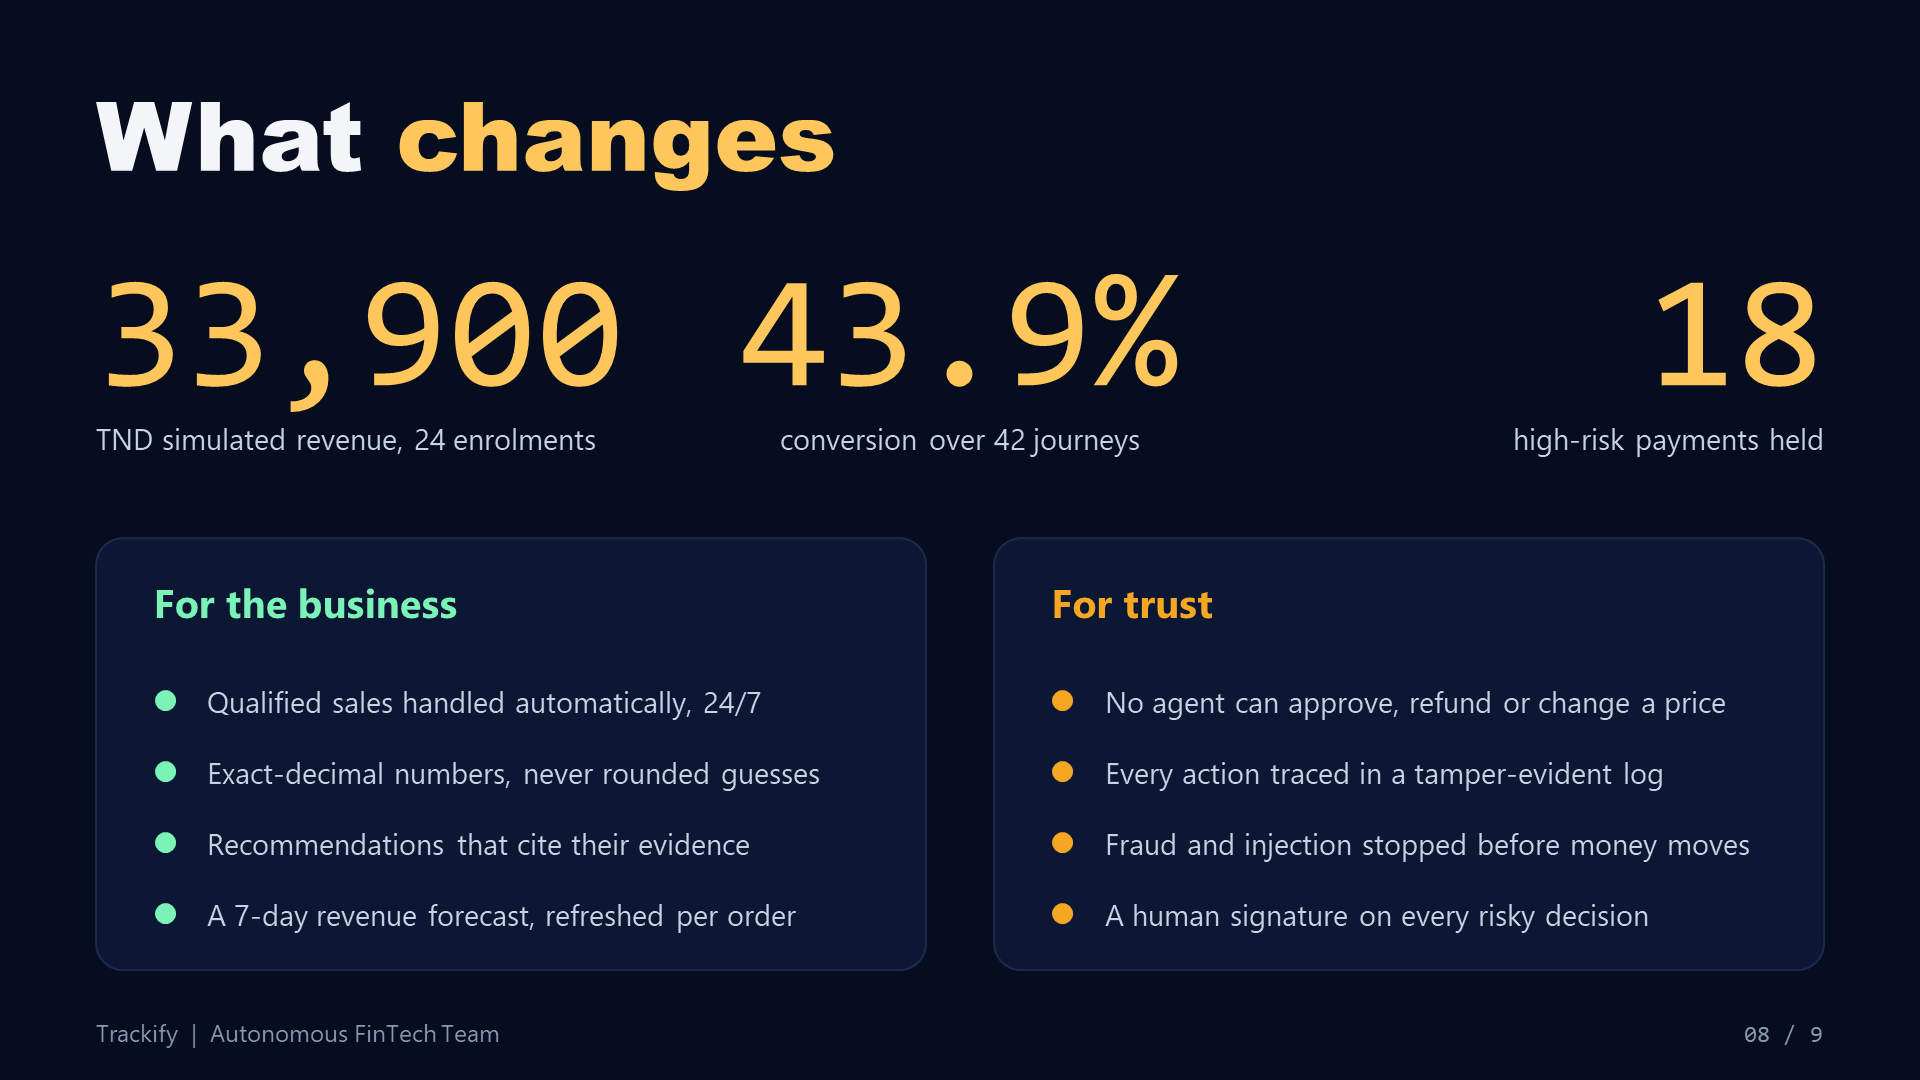 What changes
33,900
TND simulated revenue, 24 enrolments
43.9%
conversion over 42 journeys
18
high-risk payments held
For the business
Qualified sales handled automatically, 24/7
Exact-decimal numbers, never rounded guesses
Recommendations that cite their evidence
A 7-day revenue forecast, refreshed per order
For trust
No agent can approve, refund or change a price
Every action traced in a tamper-evident log
Fraud and injection stopped before money moves
A human signature on every risky decision
Trackify | Autonomous FinTech Team
08 / 9